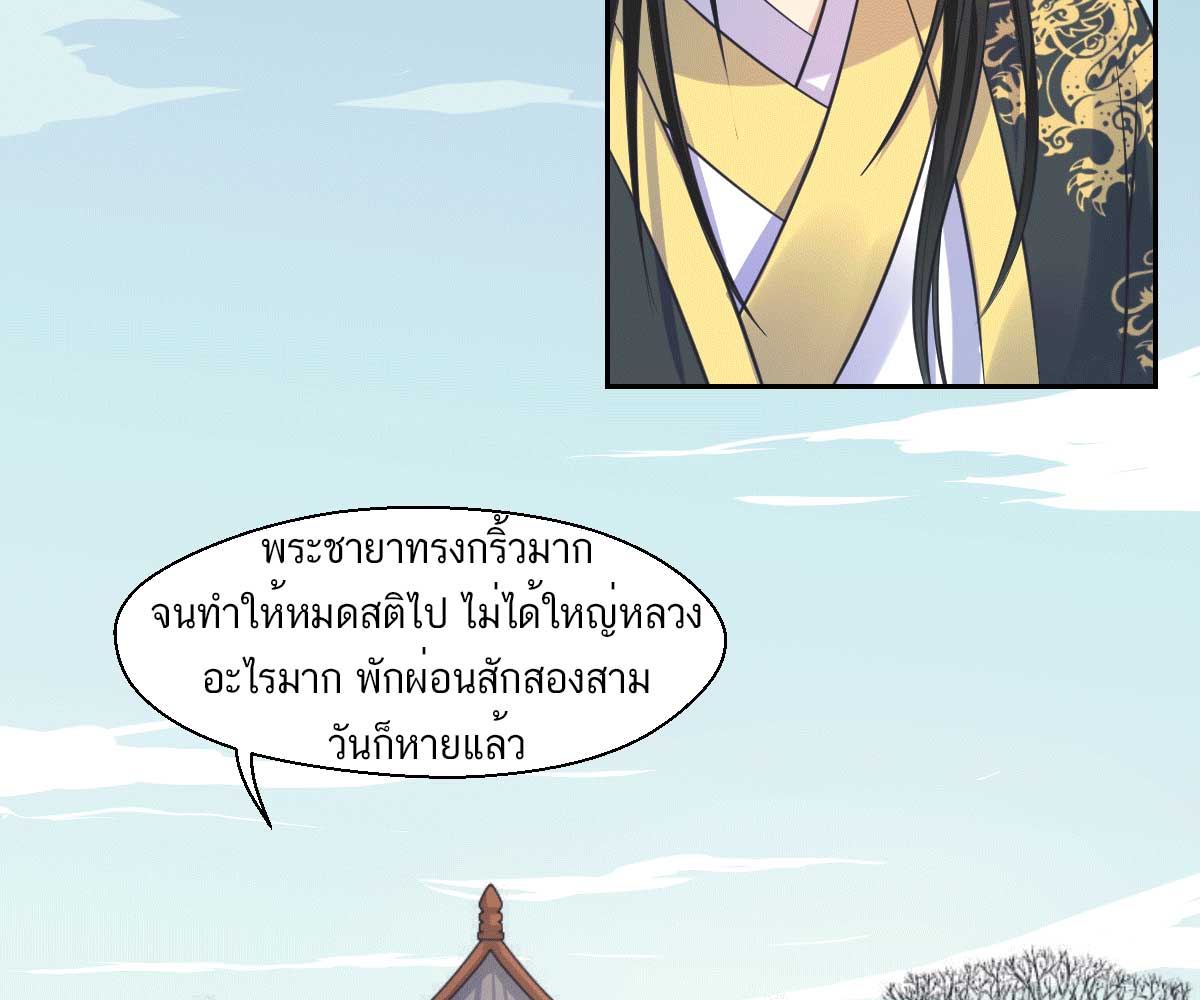 พระชายาทรงกริ้วมาก
จนทำให้หมดสติไป ไม่ได้ใหญ่หลวง
อะไรมาก พักผ่อนสักสองสาม
วันก็หายแล้ว